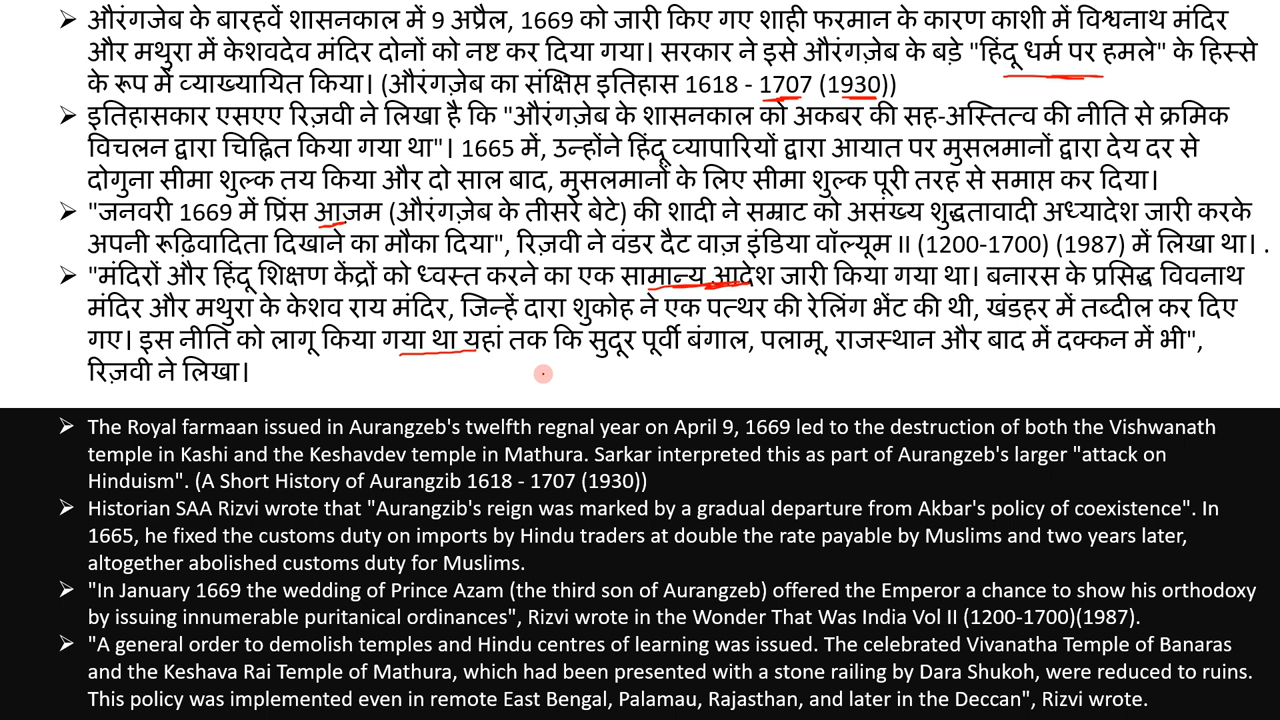 ➢ औरंगजेब के बारहवें शासनकाल में 9 अप्रैल, 1669 को जारी किए गए शाही फरमान के कारण काशी में विश्वनाथ मंदिर
और मथुरा में केशवदेव मंदिर दोनों को नष्ट कर दिया गया। सरकार ने इसे औरंगज़ेब के बड़े "हिंदू धर्म पर हमले" के हिस्से
के रूप में व्याख्यायित किया। (औरंगज़ेब का संक्षिप्त इतिहास 1618 - 1707 (1930))
➢ इतिहासकार एसएए रिज़वी ने लिखा है कि "औरंगज़ेब के शासनकाल को अकबर की सह-अस्तित्व की नीति से क्रमिक
विचलन द्वारा चिह्नित किया गया था"। 1665 में, उन्होंने हिंदू व्यापारियों द्वारा आयात पर मुसलमानों द्वारा देय दर से
दोगुना सीमा शुल्क तय किया और दो साल बाद, मुसलमानों के लिए सीमा शुल्क पूरी तरह से समाप्त कर दिया।
➢ "जनवरी 1669 में प्रिंस आज़म (औरंगज़ेब के तीसरे बेटे) की शादी ने सम्राट को असंख्य शुद्धतावादी अध्यादेश जारी करके
अपनी रूढ़िवादिता दिखाने का मौका दिया", रिज़वी ने वंडर दैट वाज़ इंडिया वॉल्यूम II (1200-1700) (1987) में लिखा था। .
➢ "मंदिरों और हिंदू शिक्षण केंद्रों को ध्वस्त करने का एक सामान्य आदेश जारी किया गया था। बनारस के प्रसिद्ध विवनाथ
मंदिर और मथुरा के केशव राय मंदिर, जिन्हें दारा शुकोह ने एक पत्थर की रेलिंग भेंट की थी, खंडहर में तब्दील कर दिए
गए। इस नीति को लागू किया गया था यहां तक कि सुदूर पूर्वी बंगाल, पलामू, राजस्थान और बाद में दक्कन में भी",
रिज़वी ने लिखा।
➢ The Royal farmaan issued in Aurangzeb's twelfth regnal year on April 9, 1669 led to the destruction of both the Vishwanath
temple in Kashi and the Keshavdev temple in Mathura. Sarkar interpreted this as part of Aurangzeb's larger "attack on
Hinduism". (A Short History of Aurangzib 1618 - 1707 (1930))
➢ Historian SAA Rizvi wrote that "Aurangzib's reign was marked by a gradual departure from Akbar's policy of coexistence". In
1665, he fixed the customs duty on imports by Hindu traders at double the rate payable by Muslims and two years later,
altogether abolished customs duty for Muslims.
➢ "In January 1669 the wedding of Prince Azam (the third son of Aurangzeb) offered the Emperor a chance to show his orthodoxy
by issuing innumerable puritanical ordinances", Rizvi wrote in the Wonder That Was India Vol II (1200-1700)(1987).
➢ "A general order to demolish temples and Hindu centres of learning was issued. The celebrated Vivanatha Temple of Banaras
and the Keshava Rai Temple of Mathura, which had been presented with a stone railing by Dara Shukoh, were reduced to ruins.
This policy was implemented even in remote East Bengal, Palamau, Rajasthan, and later in the Deccan", Rizvi wrote.